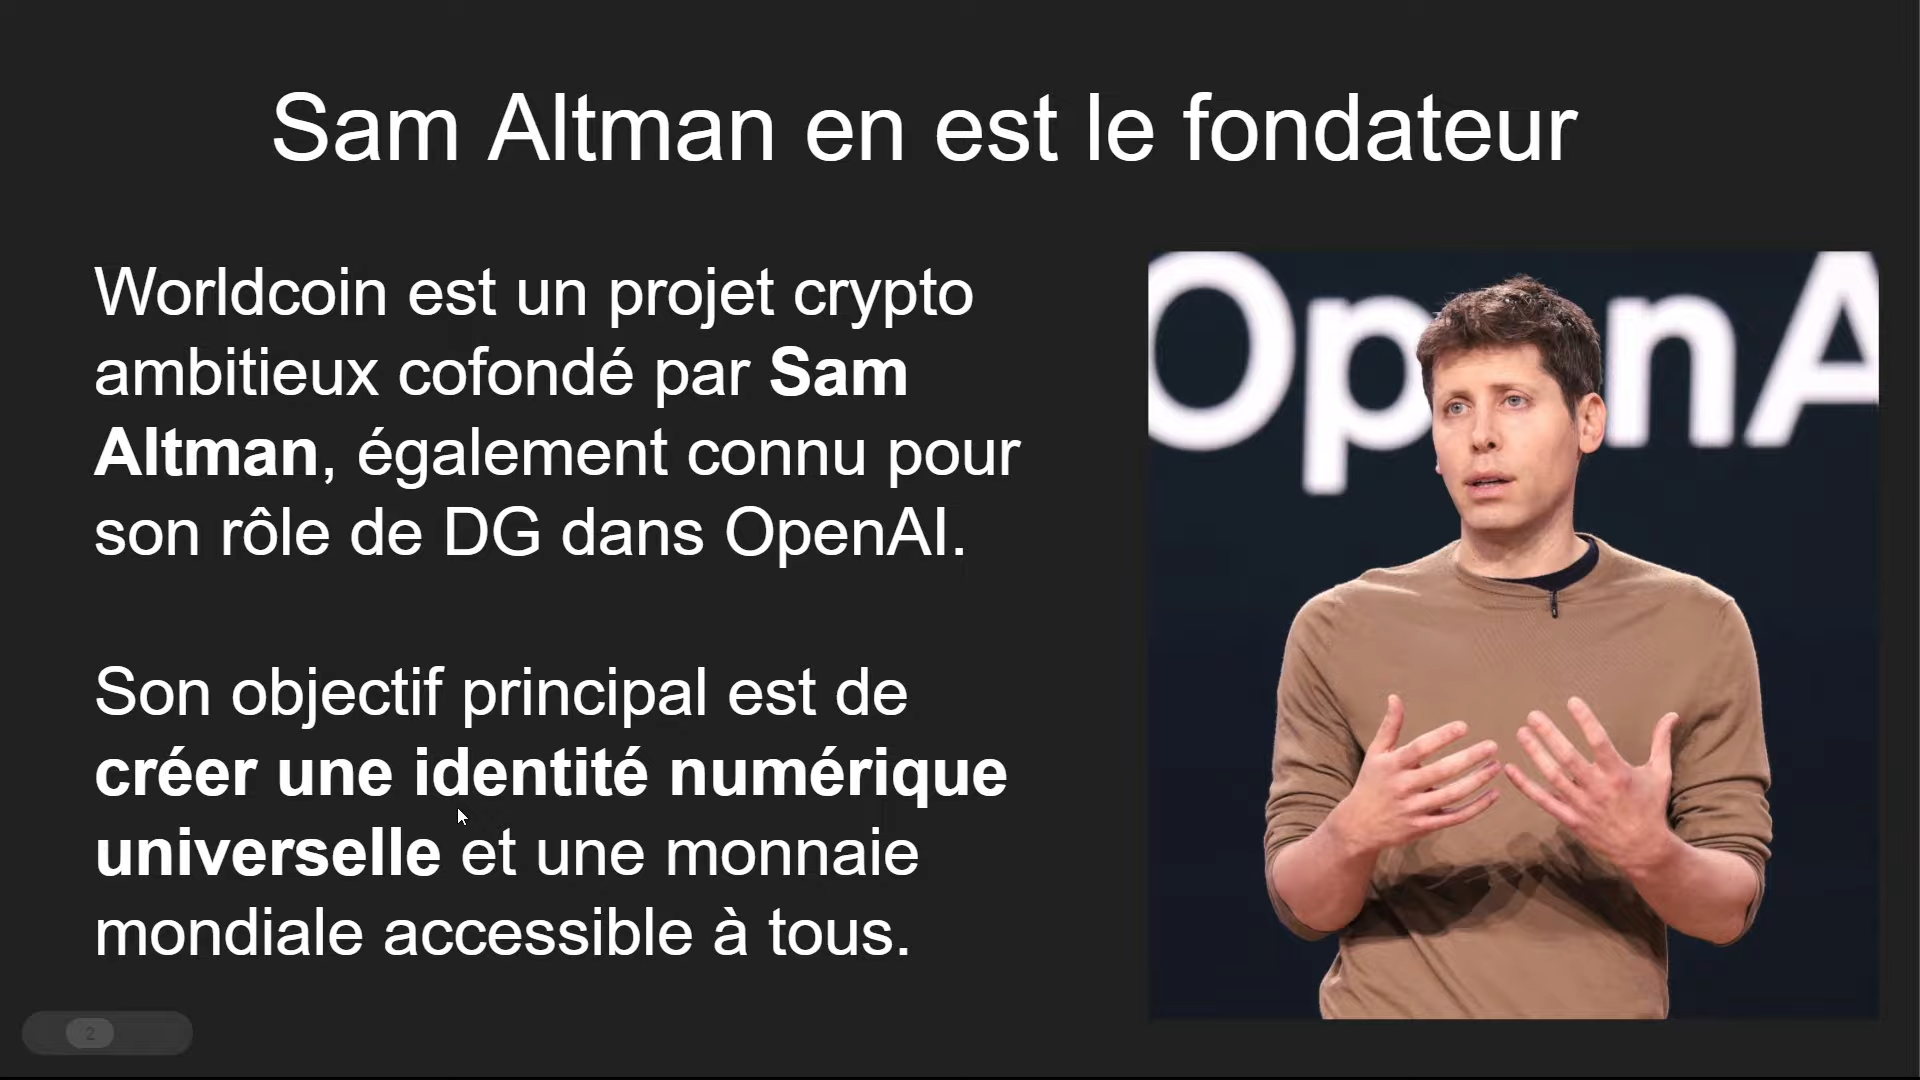 Sam Altman en est le fondateur
Worldcoin est un projet crypto
ambitieux cofondé par Sam
Altman, également connu pour
son rôle de DG dans OpenAI.
Son objectif principal est de
créer une identité numérique
universelle et une monnaie
mondiale accessible à tous.
OpenA
2